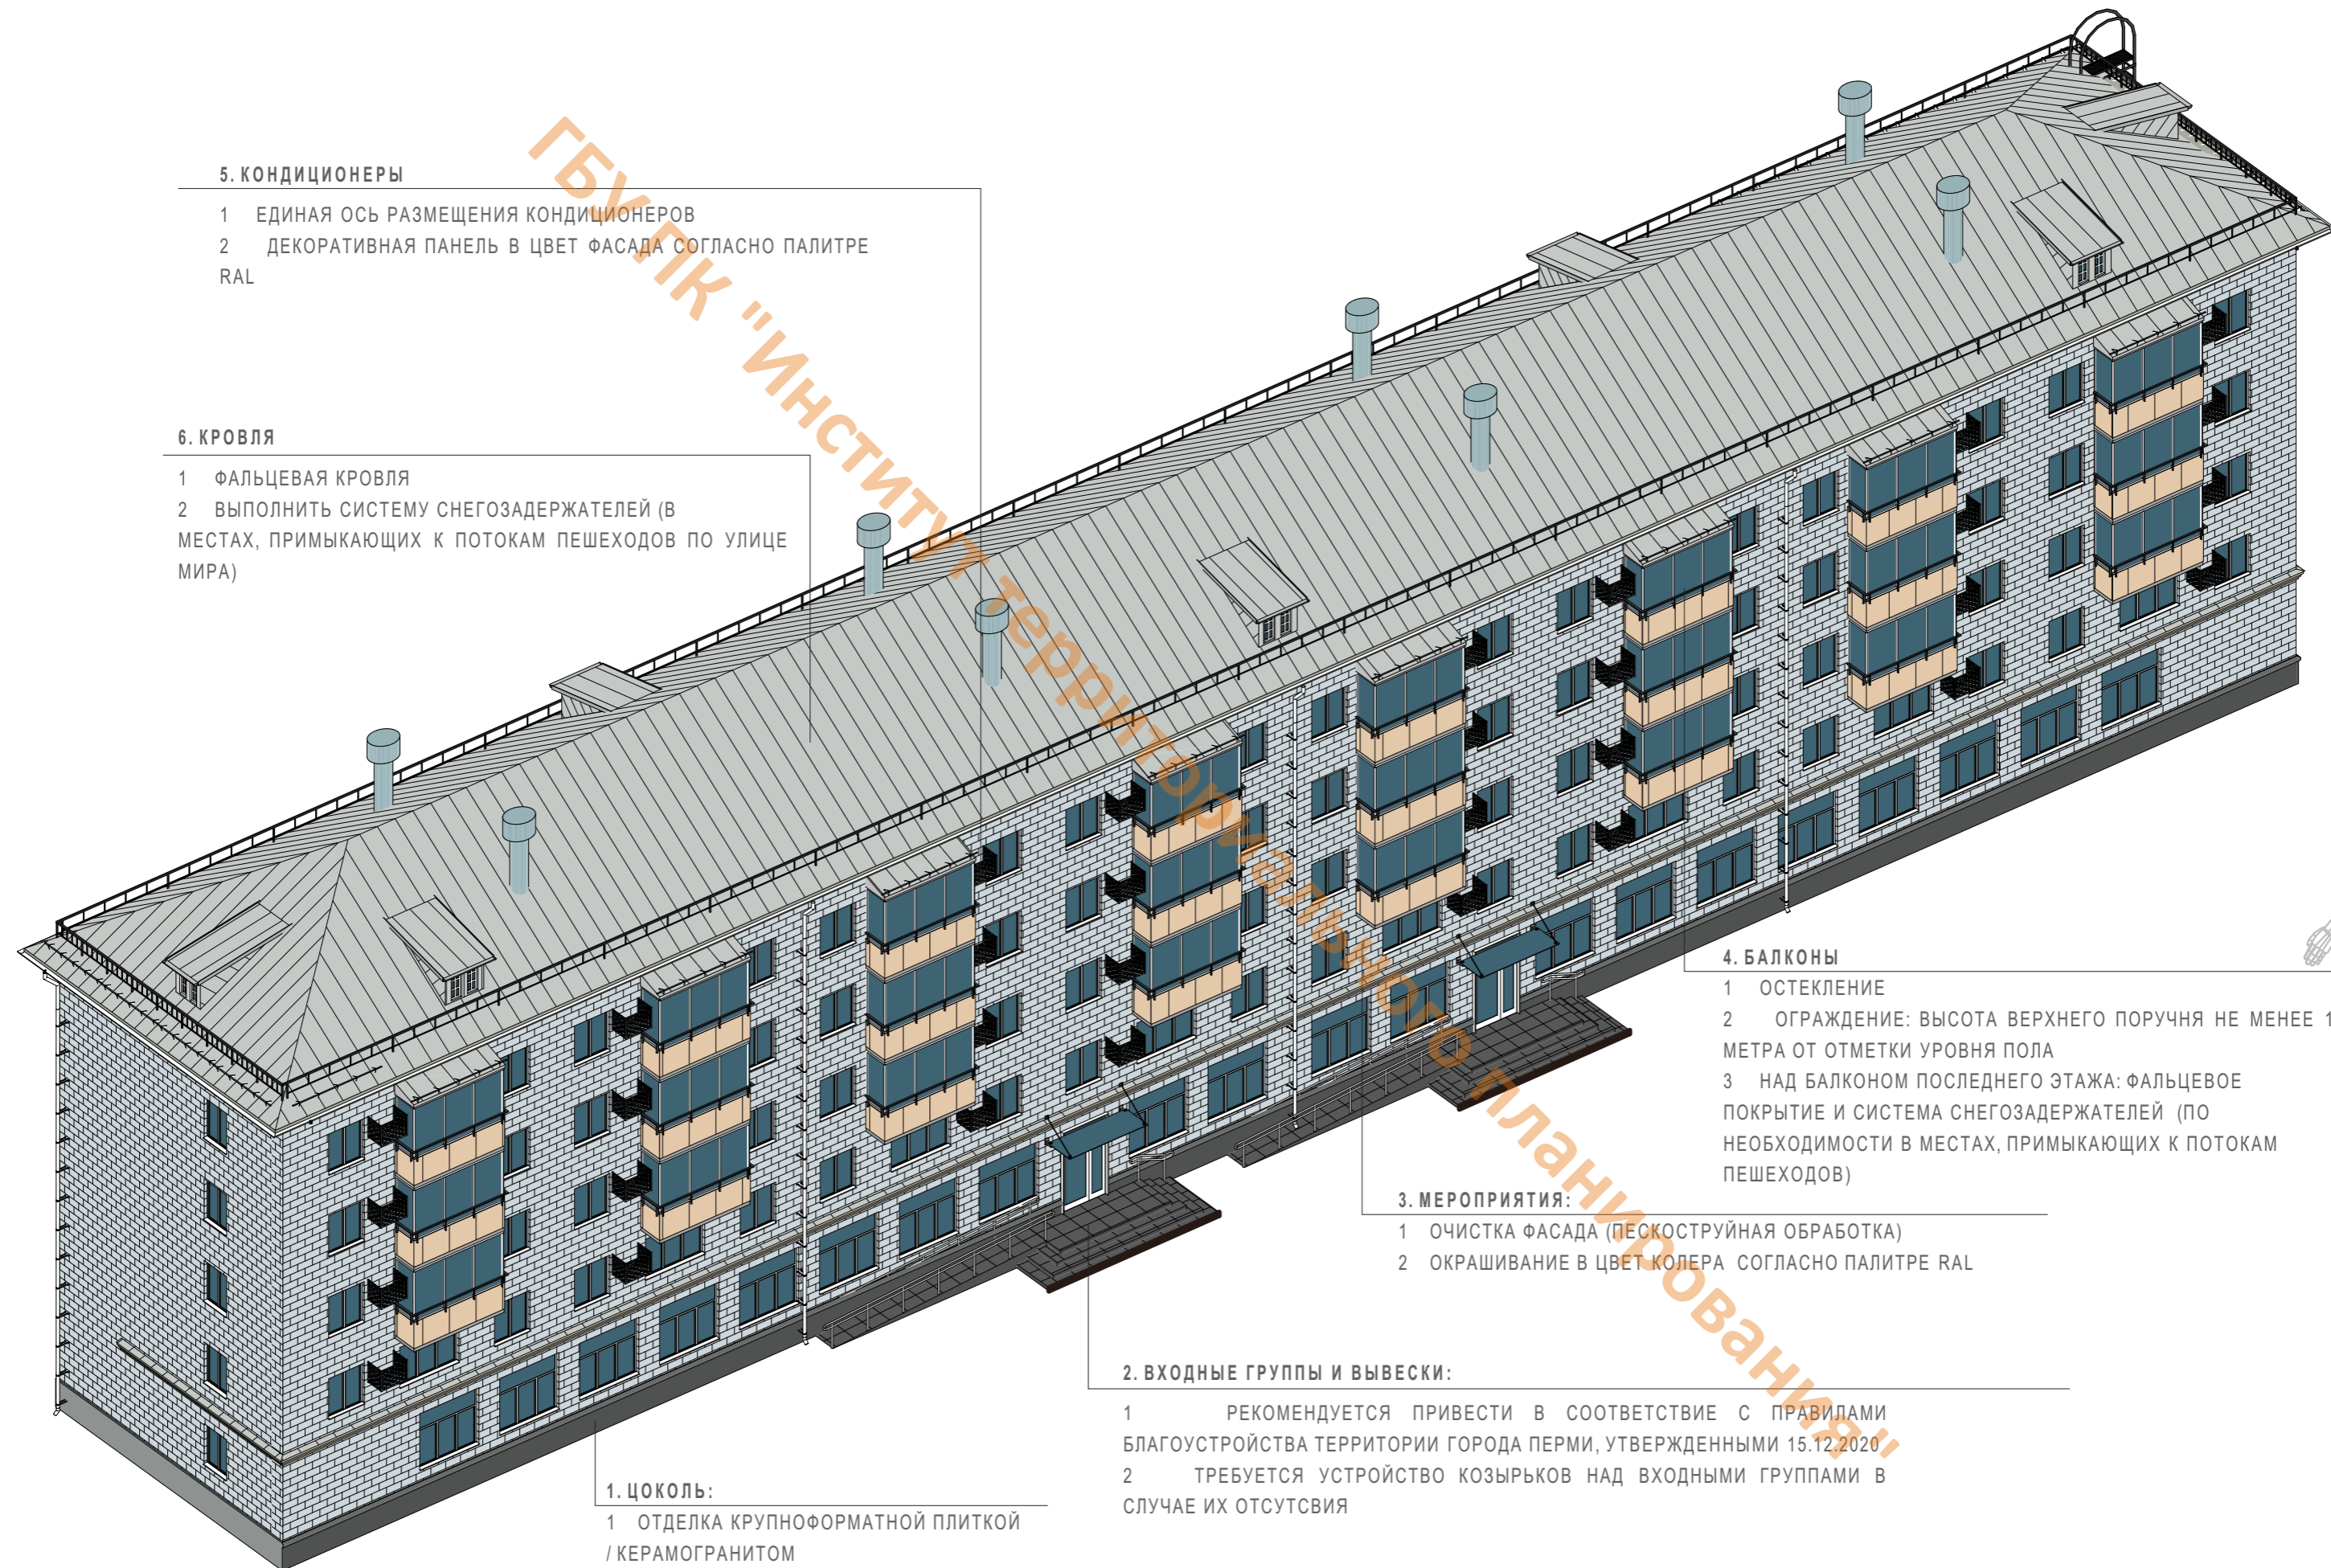 5. КОНДИЦИОНЕРЫ
1 ЕДИНАЯ ОСЬ РАЗМЕЩЕНИЯ КОНДИЦИОНЕРОВ
2 ДЕКОРАТИВНАЯ ПАНЕЛЬ В ЦВЕТ ФАСАДА СОГЛАСНО ПАЛИТРЕ
RAL
6. КРОВЛЯ
1 ФАЛЬЦЕВАЯ КРОВЛЯ
2 ВЫПОЛНИТЬ СИСТЕМУ СНЕГОЗАДЕРЖАТЕЛЕЙ (В
МЕСТАХ, ПРИМЫКАЮЩИХ К ПОТОКАМ ПЕШЕХОДОВ ПО УЛИЦЕ
МИРА)
ГБУ ПК "Институт территориального планирования"
4. БАЛКОНЫ
1 ОСТЕКЛЕНИЕ
2 ОГРАЖДЕНИЕ: ВЫСОТА ВЕРХНЕГО ПОРУЧНЯ НЕ МЕНЕЕ 1
МЕТРА ОТ ОТМЕТКИ УРОВНЯ ПОЛА
3 НАД БАЛКОНОМ ПОСЛЕДНЕГО ЭТАЖА: ФАЛЬЦЕВОЕ
ПОКРЫТИЕ И СИСТЕМА СНЕГОЗАДЕРЖАТЕЛЕЙ (ПО
НЕОБХОДИМОСТИ В МЕСТАХ, ПРИМЫКАЮЩИХ К ПОТОКАМ
ПЕШЕХОДОВ)
3. МЕРОПРИЯТИЯ:
1 ОЧИСТКА ФАСАДА (ПЕСКОСТРУЙНАЯ ОБРАБОТКА)
2 ОКРАШИВАНИЕ В ЦВЕТ КОЛЕРА СОГЛАСНО ПАЛИТРЕ RAL
2. ВХОДНЫЕ ГРУППЫ И ВЫВЕСКИ:
1 РЕКОМЕНДУЕТСЯ ПРИВЕСТИ В СООТВЕТСТВИЕ С ПРАВИЛАМИ
БЛАГОУСТРОЙСТВА ТЕРРИТОРИИ ГОРОДА ПЕРМИ, УТВЕРЖДЕННЫМИ 15.12.2020
2 ТРЕБУЕТСЯ УСТРОЙСТВО КОЗЫРЬКОВ НАД ВХОДНЫМИ ГРУППАМИ В
СЛУЧАЕ ИХ ОТСУТСВИЯ
1. ЦОКОЛЬ:
1 ОТДЕЛКА КРУПНОФОРМАТНОЙ ПЛИТКОЙ
/ КЕРАМОГРАНИТОМ